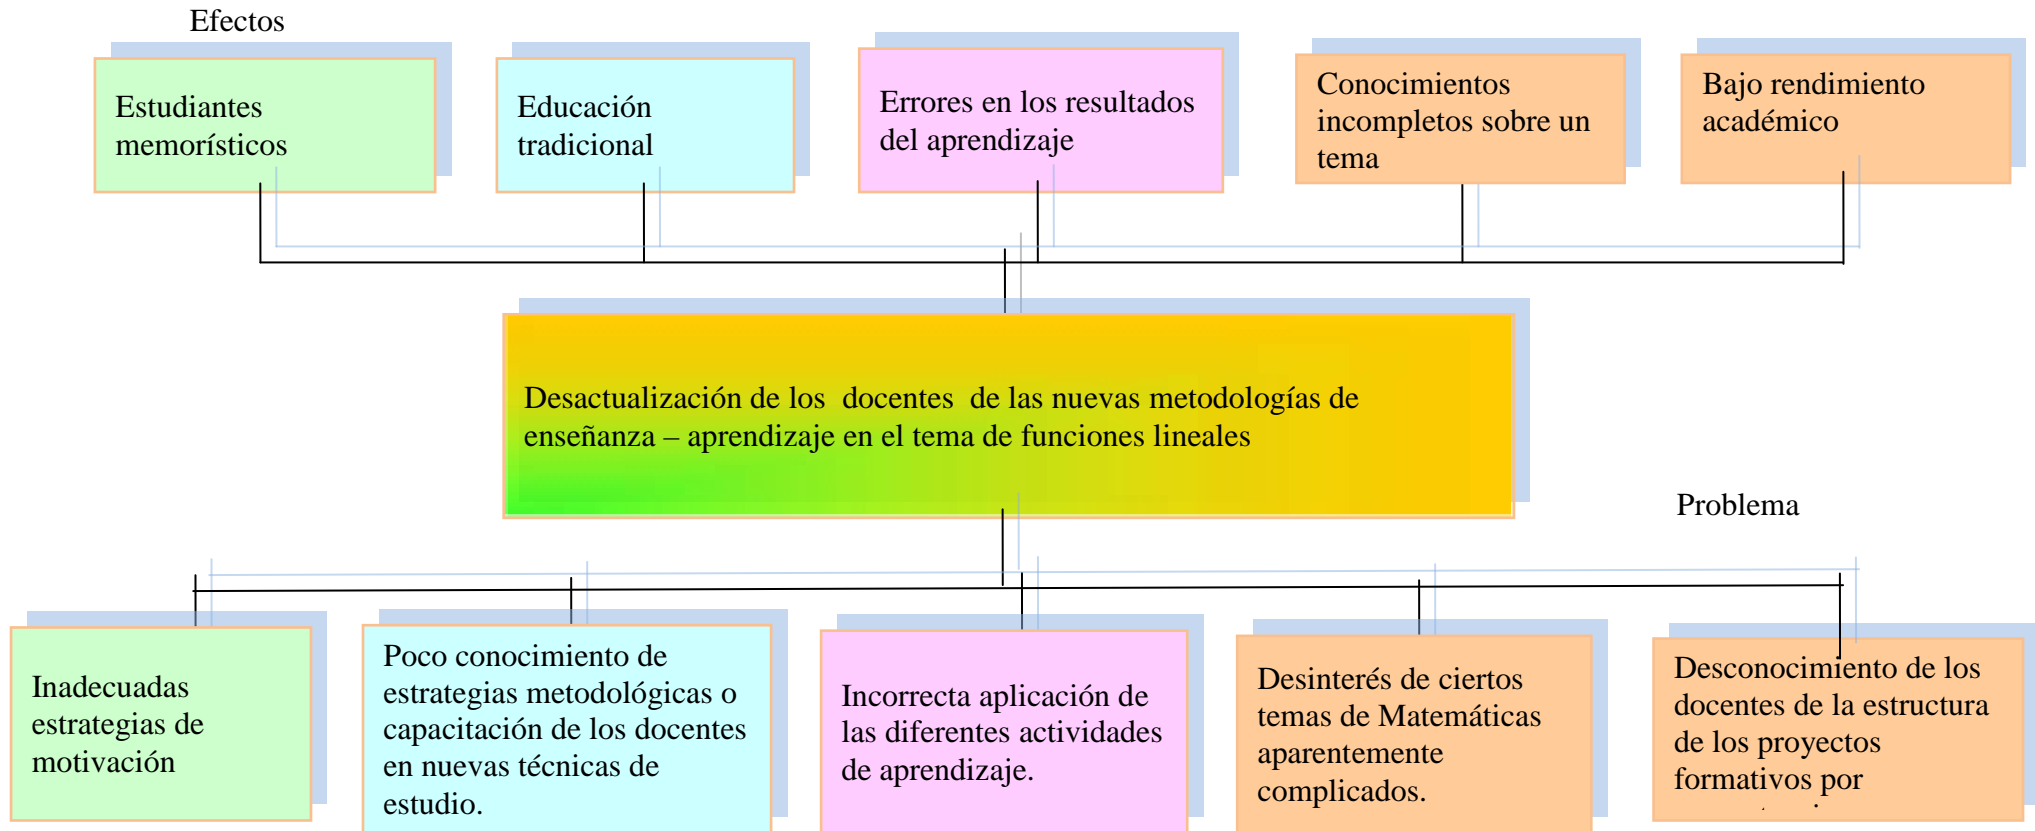 Efectos
Estudiantes
memorísticos
Educación
tradicional
Errores en los resultados
del aprendizaje
Conocimientos
incompletos sobre un
tema
Bajo rendimiento
académico
Desactualización de los docentes de las nuevas metodologías de
enseñanza – aprendizaje en el tema de funciones lineales
Problema
Inadecuadas
estrategias de
motivación
Poco conocimiento de
estrategias metodológicas o
capacitación de los docentes
en nuevas técnicas de
estudio.
Incorrecta aplicación de
las diferentes actividades
de aprendizaje.
Desinterés de ciertos
temas de Matemáticas
aparentemente
complicados.
Desconocimiento de los
docentes de la estructura
de los proyectos
formativos por